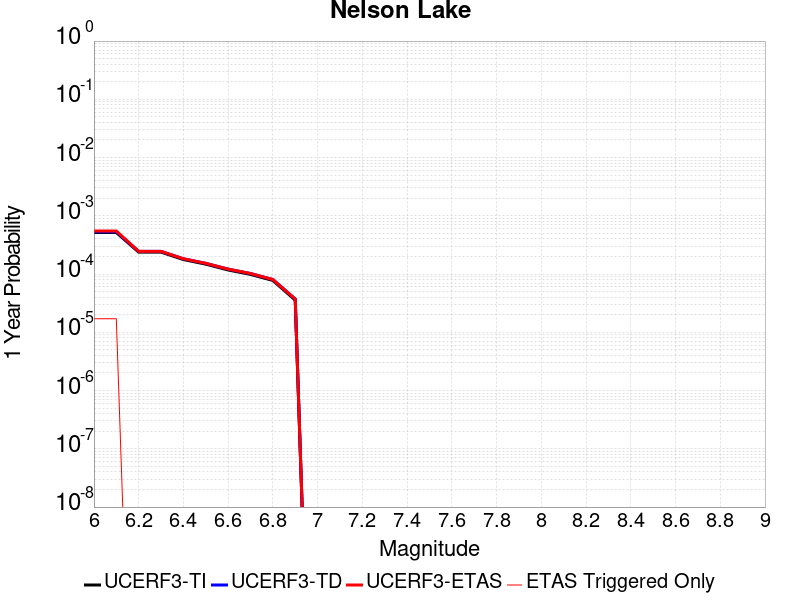 Nelson Lake
10^0
10^-1
10^-2
10^-3
10^-4
10^-5
10^-6
10^-7
10^-8
1 Year Probability
6 6.2 6.4 6.6 6.8 7 7.2 7.4 7.6 7.8 8 8.2 8.4 8.6 8.8 9
Magnitude
UCERF3-TI UCERF3-TD UCERF3-ETAS ETAS Triggered Only